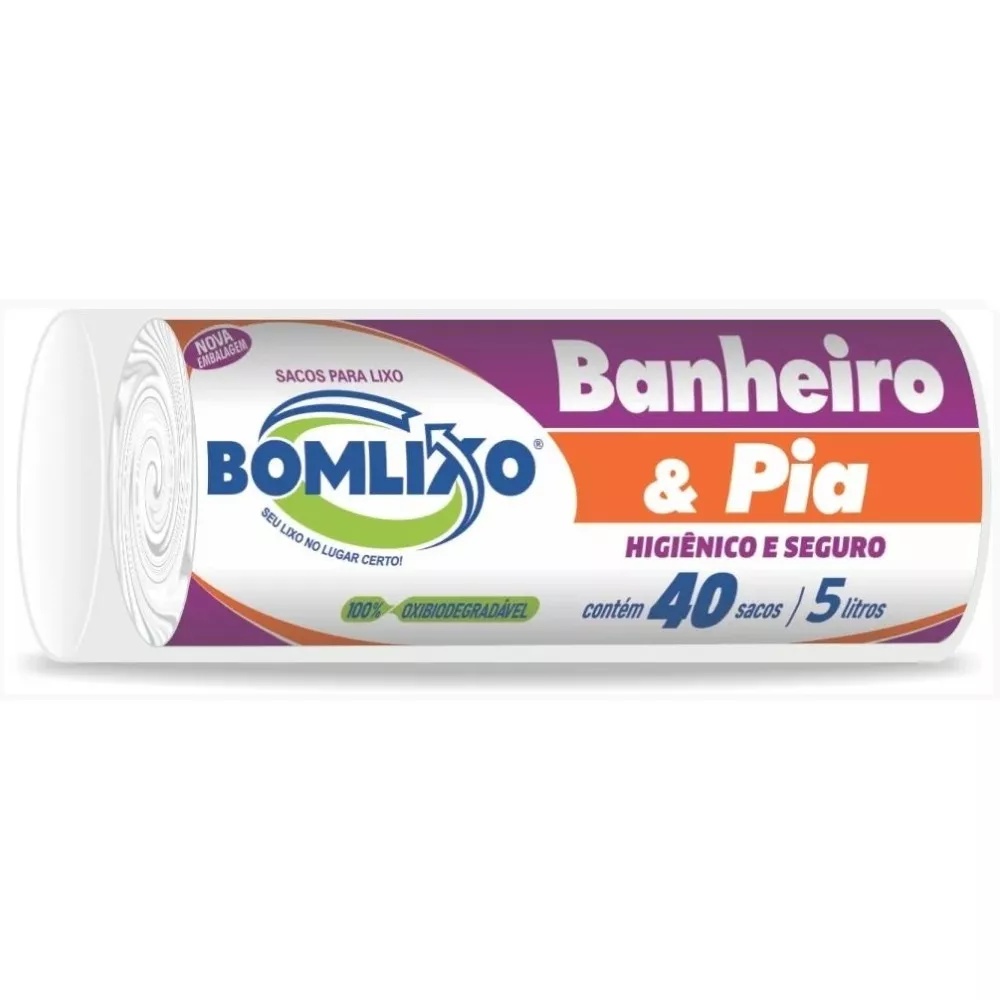 NOVA
EMBALAGEM
SACOS PARA LIXO
BOMLIXO®
SEU LIXO NO LUGAR CERTO!
100% OXIBIODEGRADÁVEL
Banheiro
& Pia
HIGIÊNICO E SEGURO
contém 40 sacos / 5 litros